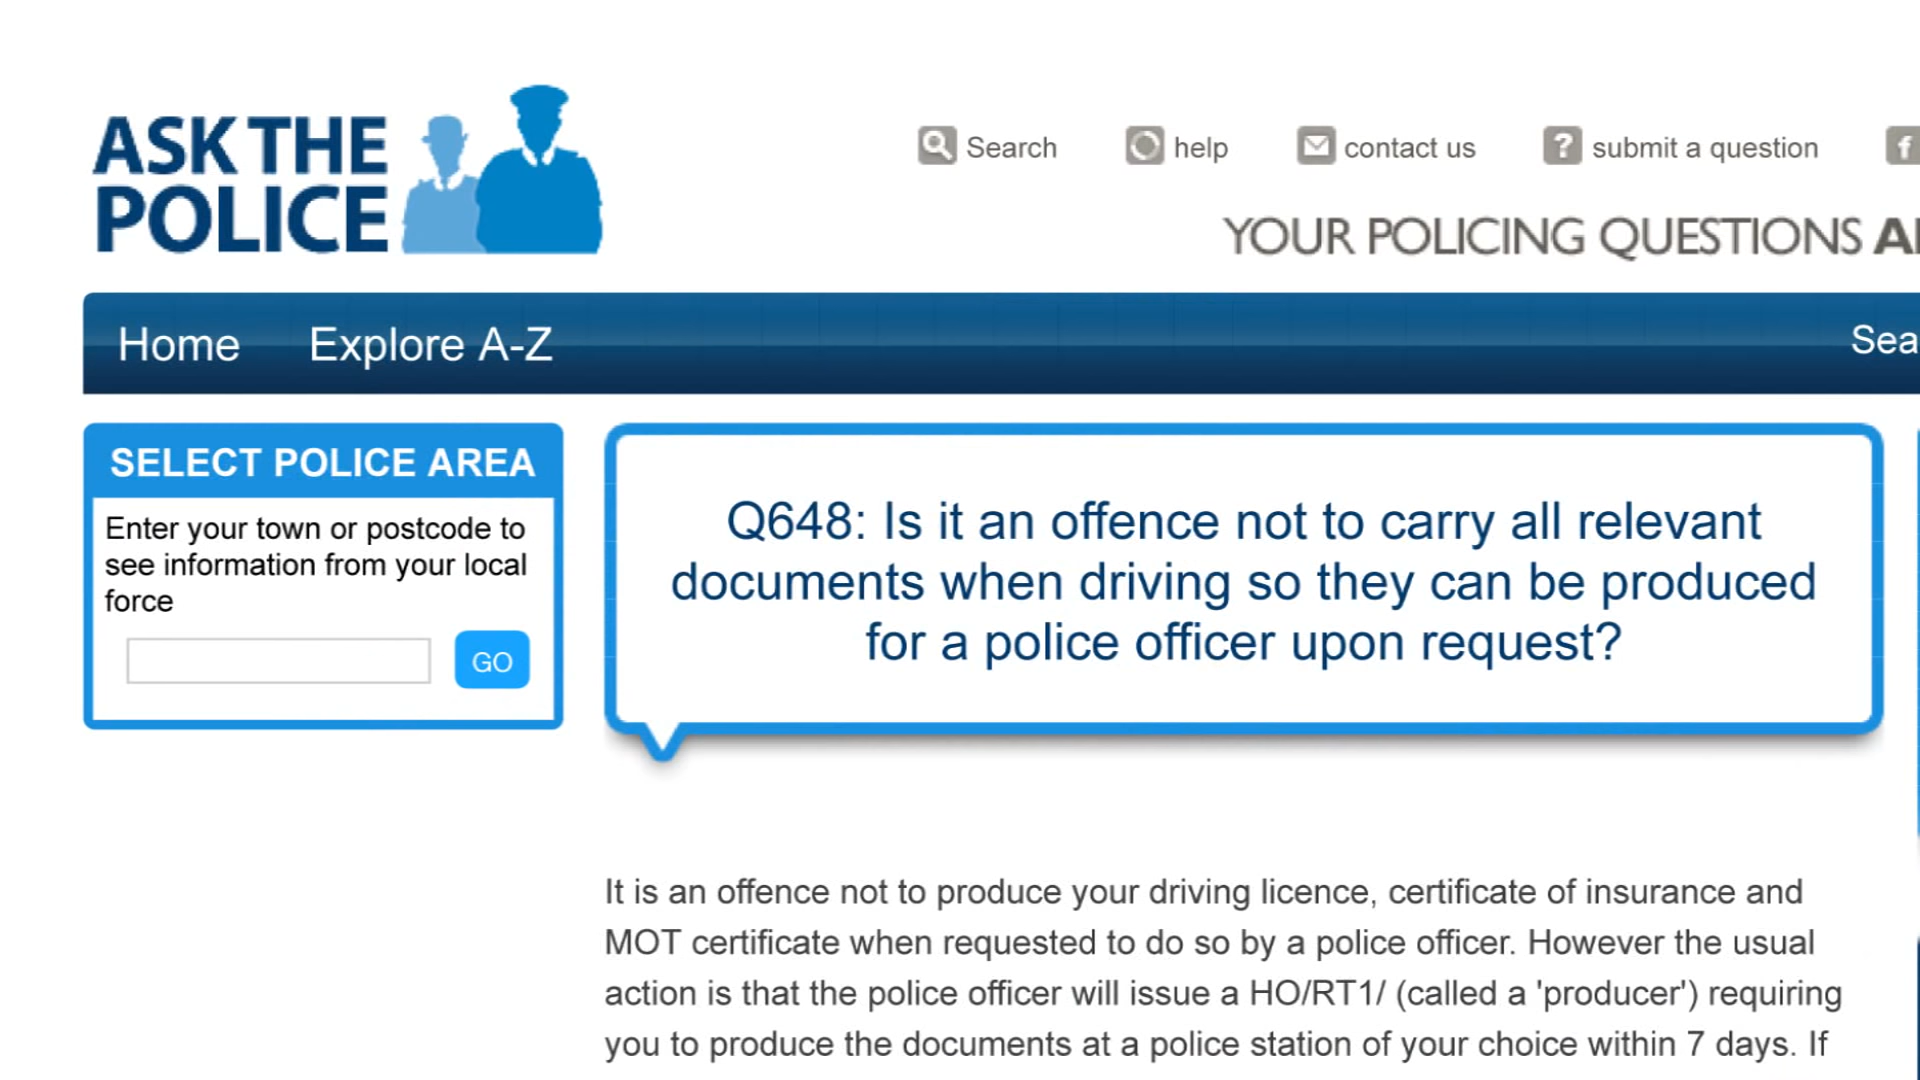 ASK THE
POLICE
Search
help
contact us
submit a question
YOUR POLICING QUESTIONS
Home
Explore A-Z
SELECT POLICE AREA
Enter your town or postcode to
see information from your local
force
GO
Q648: Is it an offence not to carry all relevant
documents when driving so they can be produced
for a police officer upon request?
It is an offence not to produce your driving licence, certificate of insurance and
MOT certificate when requested to do so by a police officer. However the usual
action is that the police officer will issue a HO/RT1/ (called a 'producer') requiring
you to produce the documents at a police station of your choice within 7 days. If